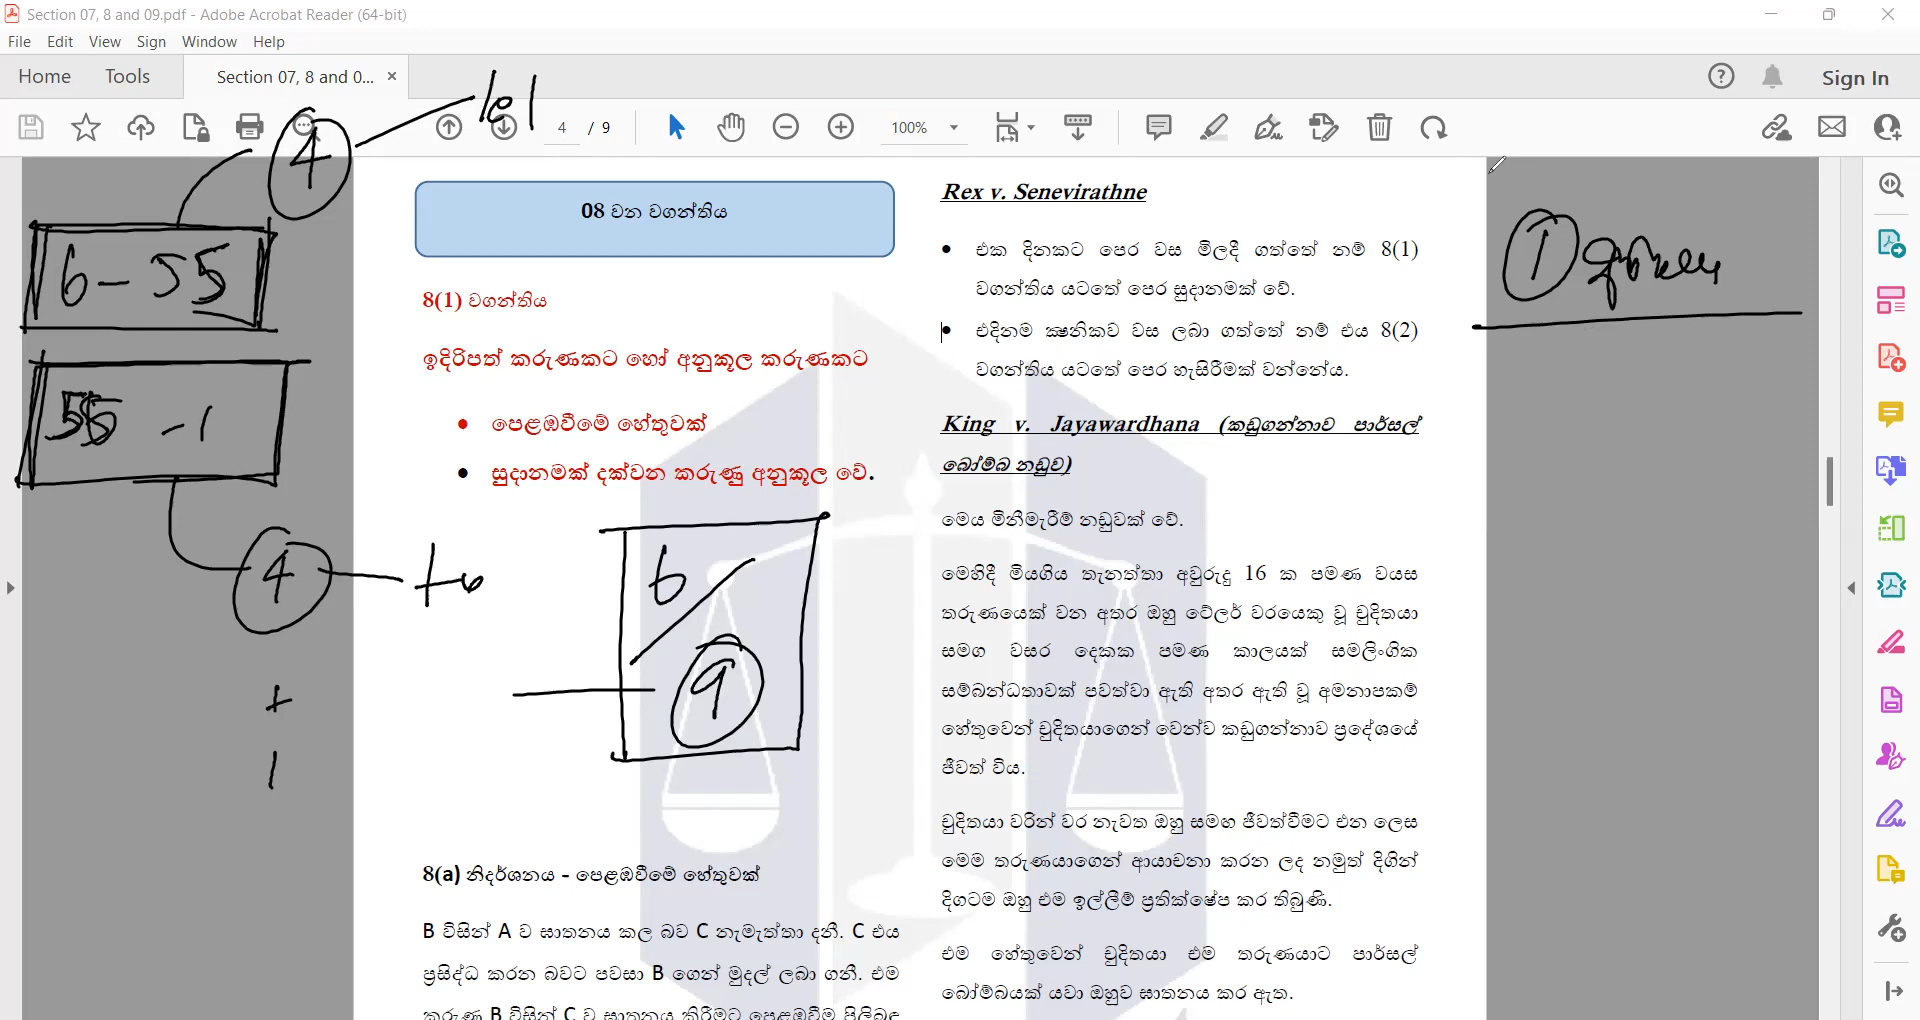 Section 07, 8 and 09.pdf - Adobe Acrobat Reader (64-bit)
File Edit View Sign Window Help
Home Tools Section 07, 8 and 0... × Sign In
4 / 9 100%
4
6 - 55
55 - 1
4
+
1
6
9
1
08 වන වගන්තිය
8(1) වගන්තිය
ඉදිරිපත් කරුණකට හෝ අනුකූල කරුණකට
• පෙළඹවීමේ හේතුවක්
• සුදානමක් දක්වන කරුණු අනුකූල වේ.
8(a) නිදර්ශනය - පෙළඹවීමේ හේතුවක්
B විසින් A ව ඝාතනය කල බව C නැමැත්තා දනී. C එය
ප්‍රසිද්ධ කරන බවට පවසා B ගෙන් මුදල් ලබා ගනී. එම
කරුණ B විසින් C ව ඝාතනය කිරීමට පෙළඹවීම පිලිබඳ
Rex v. Senevirathne
• එක දිනකට පෙර වස මිලදී ගත්තේ නම් 8(1)
වගන්තිය යටතේ පෙර සුදානමක් වේ.
• එදිනම ක්‍ෂනිකව වස ලබා ගත්තේ නම් එය 8(2)
වගන්තිය යටතේ පෙර හැසිරීමක් වන්නේය.
King v. Jayawardhana (කඩුගන්නාව පාර්සල්
බෝම්බ නඩුව)
මෙය මිනීමැරීම් නඩුවක් වේ.
මෙහිදී මියගිය තැනත්තා අවුරුදු 16 ක පමණ වයස
තරුණයෙක් වන අතර ඔහු ටේලර් වරයෙකු වූ චුදිතයා
සමග වසර දෙකක පමණ කාලයක් සමලිංගික
සම්බන්ධතාවක් පවත්වා ඇති අතර ඇති වූ අමනාපකම්
හේතුවෙන් චුදිතයාගෙන් වෙන්ව කඩුගන්නාව ප්‍රදේශයේ
ජීවත් විය.
චුදිතයා වරින් වර නැවත ඔහු සමඟ ජීවත්වීමට එන ලෙස
මෙම තරුණයාගෙන් ආයාචනා කරන ලද නමුත් දිගින්
දිගටම ඔහු එම ඉල්ලීම් ප්‍රතික්ෂේප කර තිබුණි.
එම හේතුවෙන් චුදිතයා එම තරුණයාට පාර්සල්
බෝම්බයක් යවා ඔහුව ඝාතනය කර ඇත.